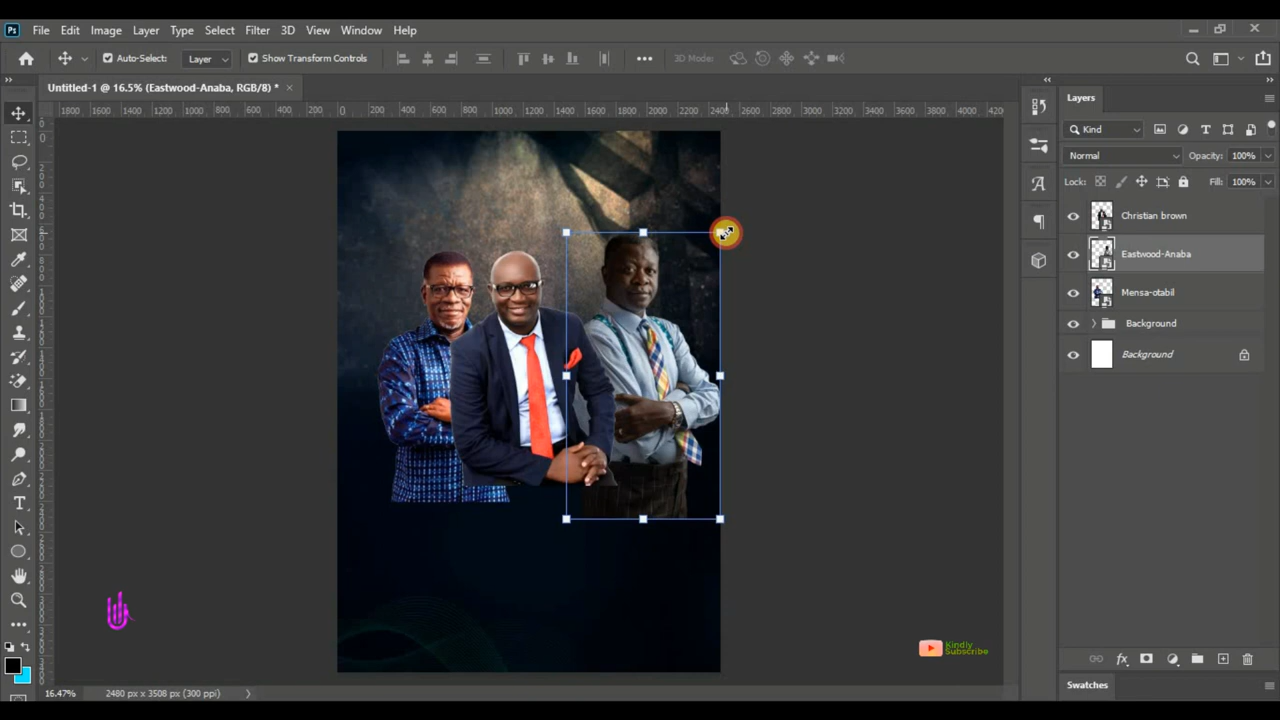 Ps File Edit Image Layer Type Select Filter 3D View Window Help
Auto-Select: Layer Show Transform Controls 3D Mode:
Untitled-1 @ 16.5% (Eastwood-Anaba, RGB/8) *
1800 1600 1400 1200 1000 800 600 400 200 0 200 400 600 800 1000 1200 1400 1600 1800 2000 2200 2400 2600 2800 3000 3200 3400 3600 3800 4000 420
Layers
Kind
Normal Opacity: 100%
Lock: Fill: 100%
Christian brown
Eastwood-Anaba
Mensa-otabil
Background
Background
Kindly
Subscribe
Swatches
16.47% 2480 px x 3508 px (300 ppi)